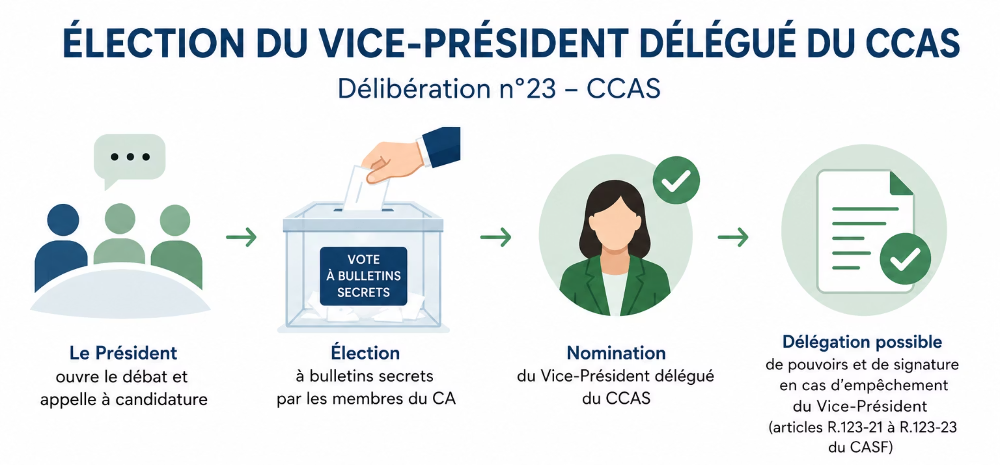 ÉLECTION DU VICE-PRÉSIDENT DÉLÉGUÉ DU CCAS
Délibération n°23 – CCAS
VOTE
À BULLETINS
SECRETS
Le Président
ouvre le débat et
appelle à candidature
Élection
à bulletins secrets
par les membres du CA
Nomination
du Vice-Président délégué
du CCAS
Délégation possible
de pouvoirs et de signature
en cas d’empêchement
du Vice-Président
(articles R.123-21 à R.123-23
du CASF)